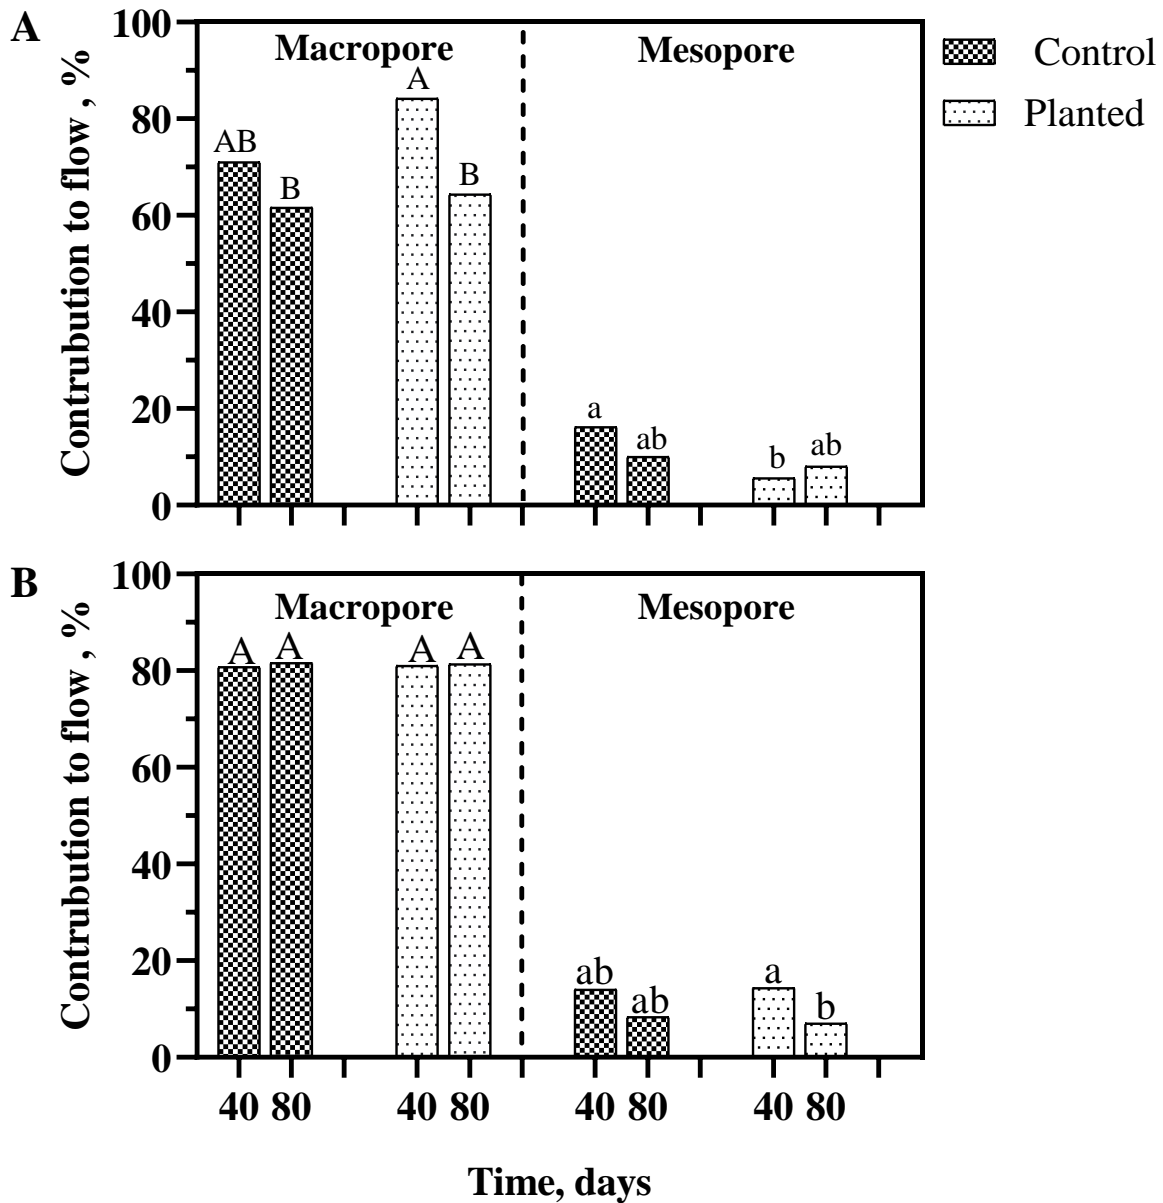 A
Contrubution to flow , %
100
80
60
40
20
0
Macropore
Mesopore
AB
B
A
B
a
ab
b
ab
Control
Planted
B
Contrubution to flow , %
100
80
60
40
20
0
Macropore
Mesopore
A
A
A
A
ab
ab
a
b
40 80 40 80 40 80 40 80
Time, days